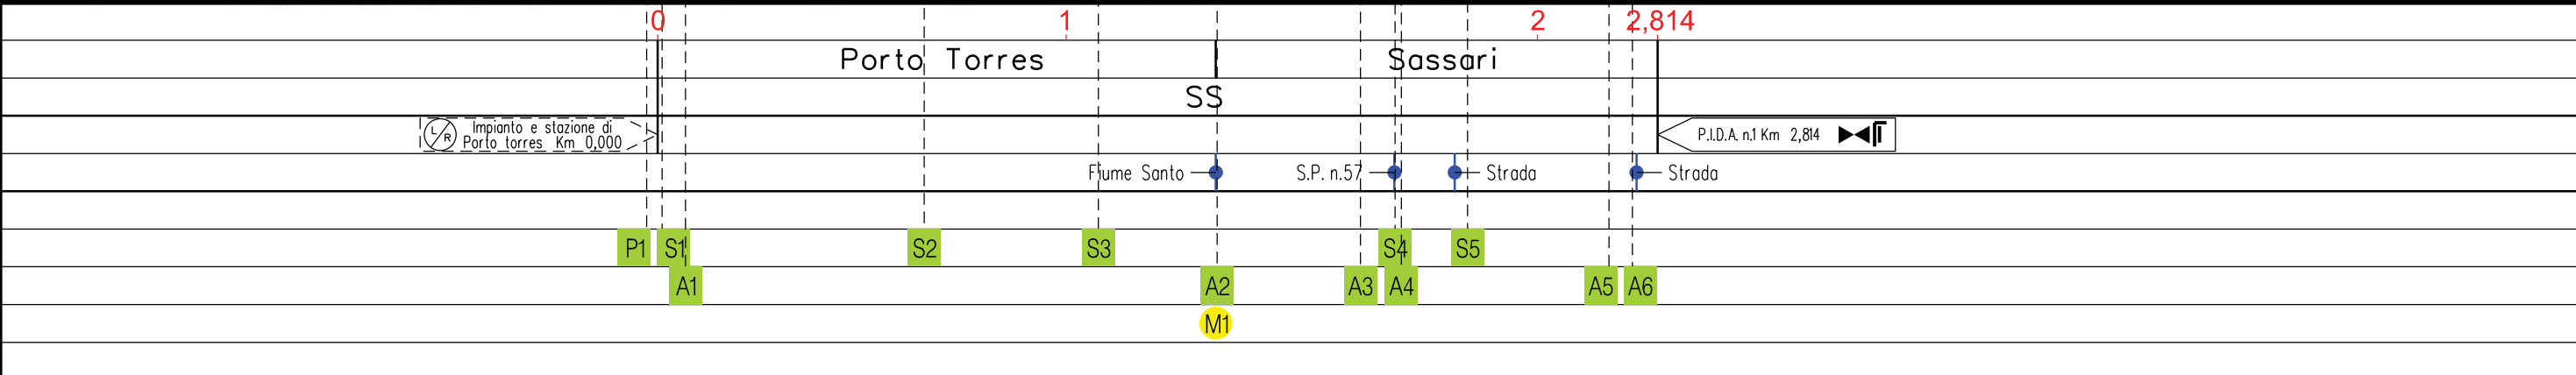 0 1 2 2,814
Porto Torres Sassari
SS
L/R Impianto e stazione di
Porto torres Km 0,000
P.I.D.A. n.1 Km 2,814
Fiume Santo S.P. n.57 Strada Strada
P1 S1 S2 S3 S4 S5
A1 A2 A3 A4 A5 A6
M1